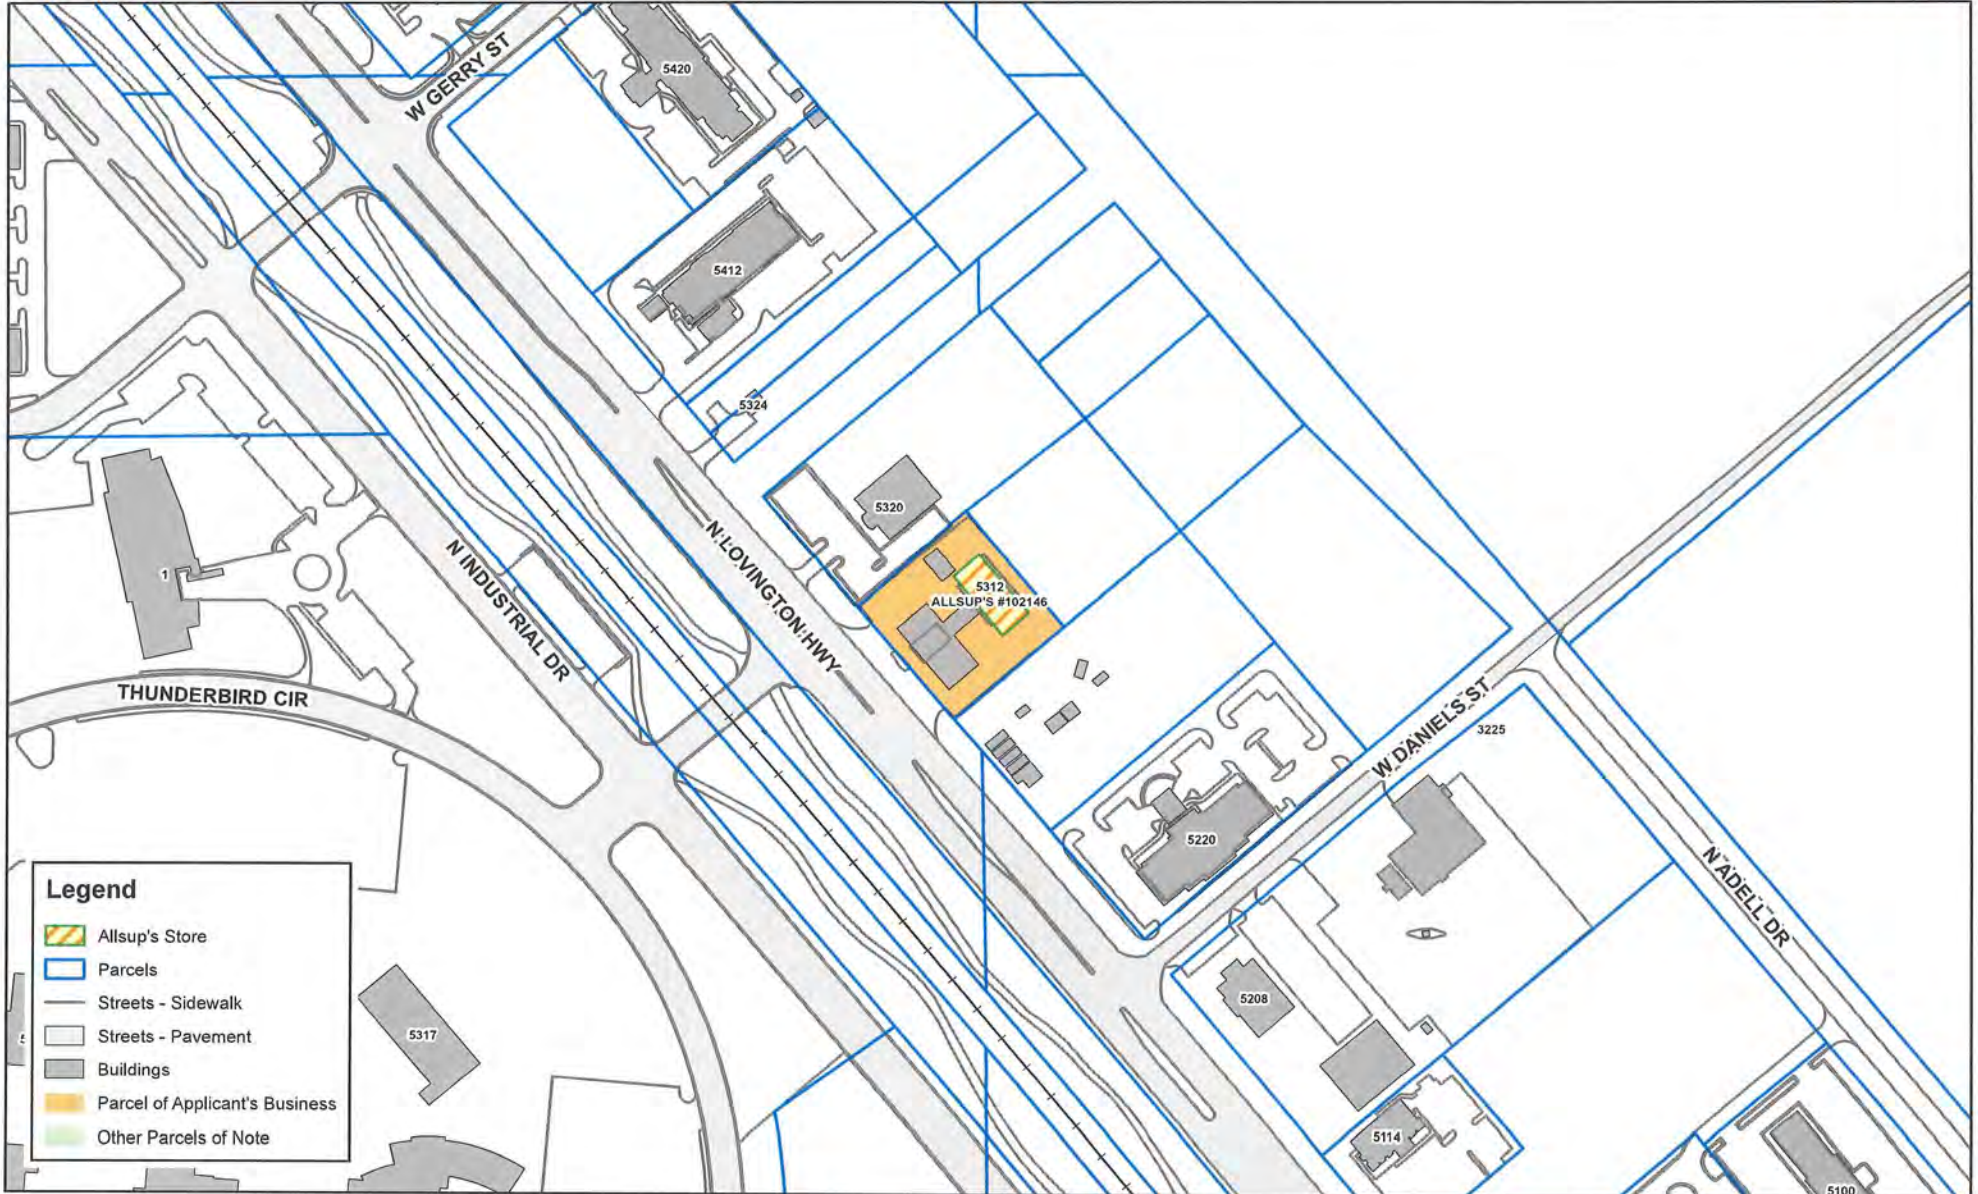 5420
W GERRY ST
5412
5324
5320
N LOVINGTON HWY
5312
ALLSUP'S #102146
N INDUSTRIAL DR
1
THUNDERBIRD CIR
W DANIELS ST
3225
5220
N ADELL DR
5208
5114
5100
5317
Legend
Allsup's Store
Parcels
Streets - Sidewalk
Streets - Pavement
Buildings
Parcel of Applicant's Business
Other Parcels of Note